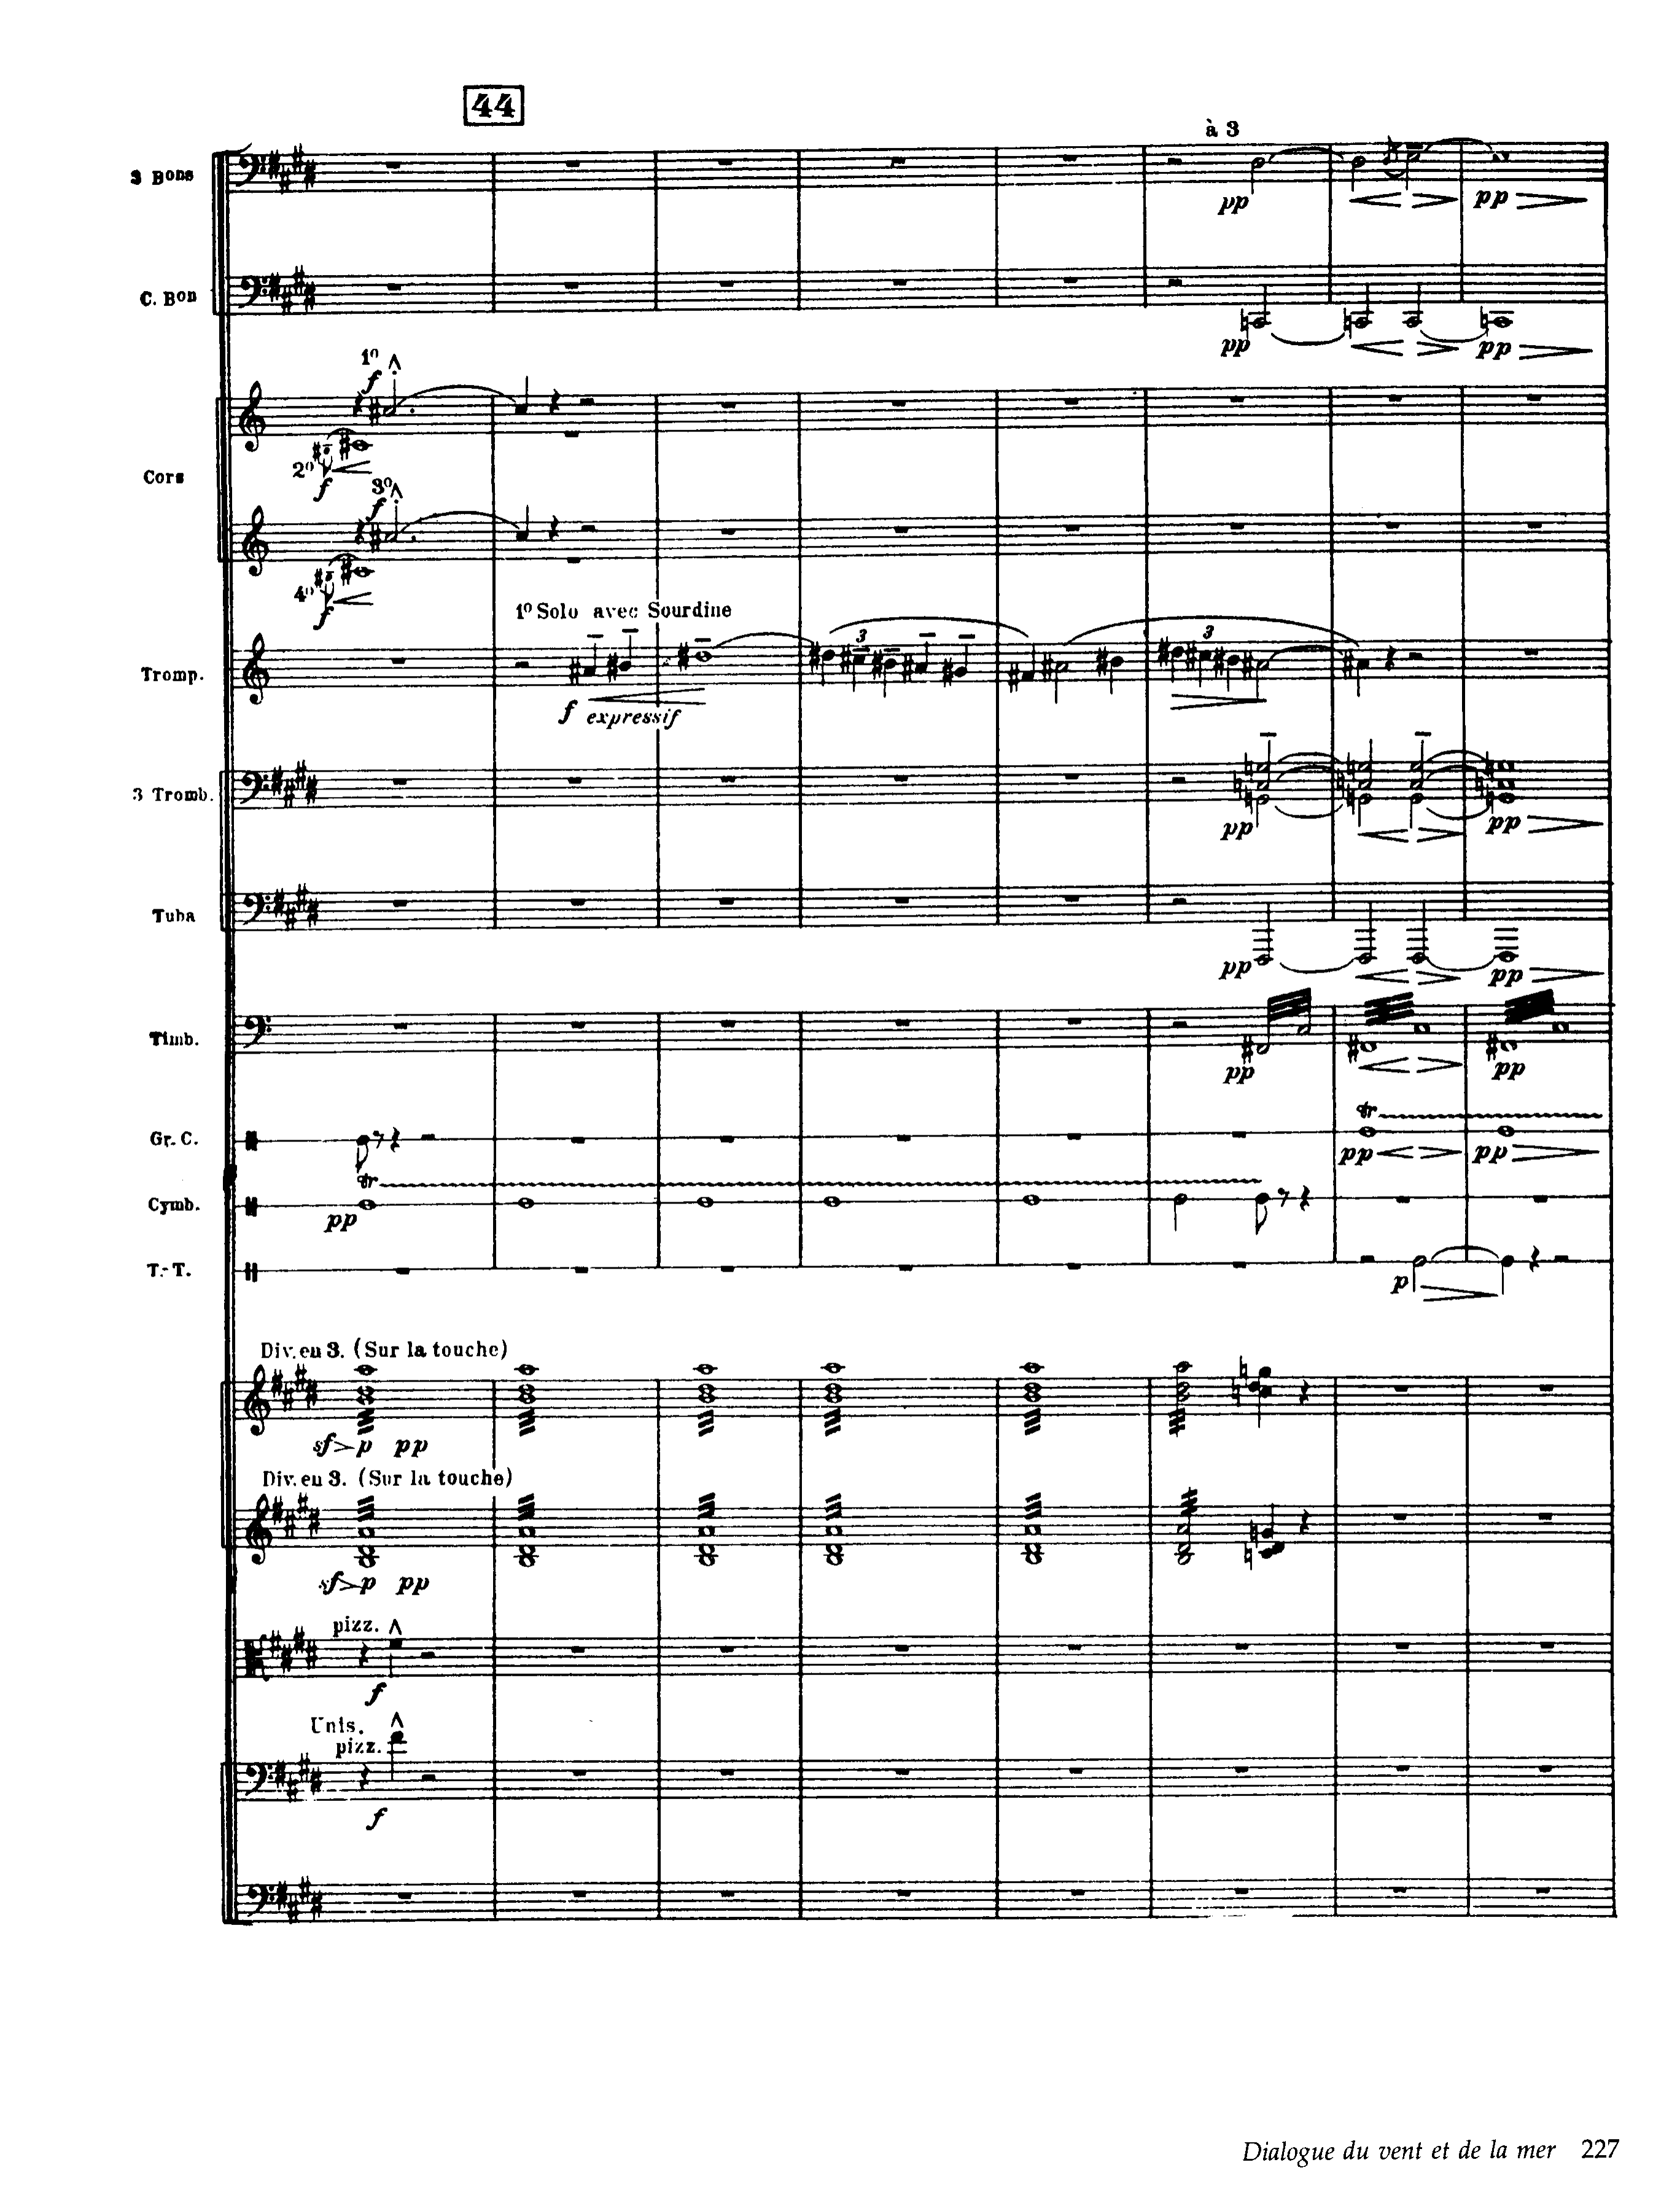 44
à 3
3 Bons
pp
pp
C. Bon
pp
pp
1º
f
2º
f
Cors
3º
f
4º
f
1º Solo avec Sourdine
3
3
Tromp.
f expressif
3 Tromb.
pp
pp
Tuba
pp
pp
Timb.
pp
pp
tr
Gr. C.
pp
pp
tr
Cymb.
pp
T.-T.
p
Div. en 3. (Sur la touche)
sf p pp
Div. en 3. (Sur la touche)
sf p pp
pizz.
f
Unis.
pizz.
f
Dialogue du vent et de la mer 227